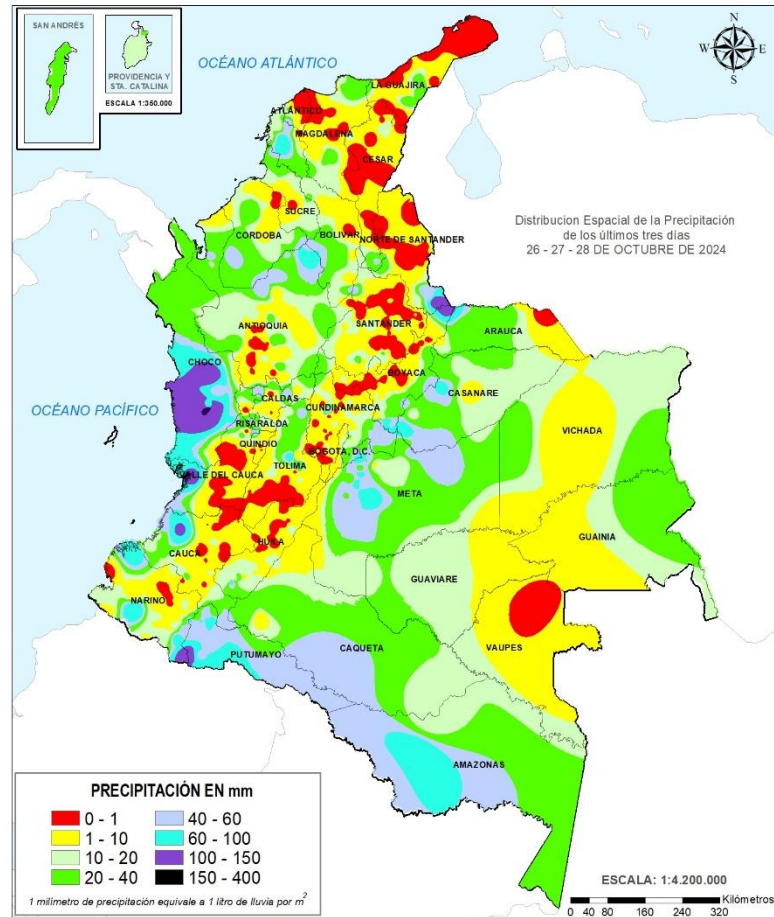 SAN ANDRÉS
PROVIDENCIA Y
STA. CATALINA
ESCALA 1:350.000
OCÉANO ATLÁNTICO
N
W E
S
LA GUAJIRA
ATLÁNTICO
MAGDALENA
CESAR
SUCRE
CORDOBA
BOLIVAR
NORTE DE SANTANDER
Distribucion Espacial de la Precipitación
de los últimos tres días
26 - 27 - 28 DE OCTUBRE DE 2024
ANTIOQUIA
SANTANDER
ARAUCA
CHOCO
BOYACA
CASANARE
OCÉANO PACÍFICO
CALDAS
CUNDINAMARCA
RISARALDA
VICHADA
QUINDIO
BOGOTA, D.C.
TOLIMA
VALLE DEL CAUCA
META
GUAINIA
CAUCA
HUILA
GUAVIARE
NARIÑO
VAUPES
PUTUMAYO
CAQUETA
AMAZONAS
PRECIPITACIÓN EN mm
0 - 1
40 - 60
1 - 10
60 - 100
10 - 20
100 - 150
20 - 40
150 - 400
1 milímetro de precipitación equivale a 1 litro de lluvia por m²
ESCALA: 1:4.200.000
Kilómetros
40 80 160 240 320